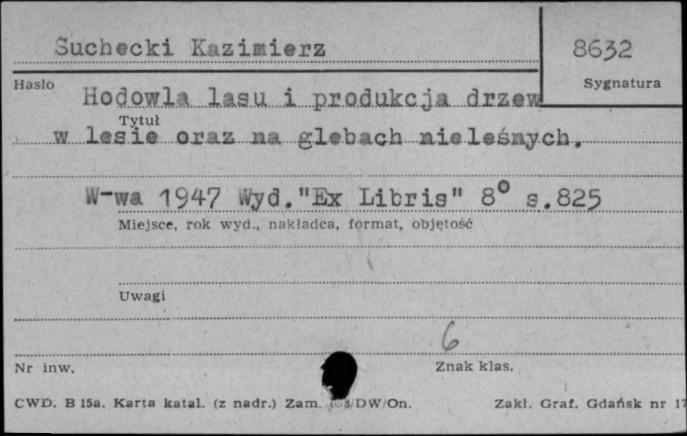 Suchecki Kazimierz
8632
Hasło
Sygnatura
Hodowla lasu i produkcja drzew
Tytuł
w lesie oraz na glebach nieleśnych.
W-wa 1947 Wyd."Ex Libris" 8° s.825
Miejsce, rok wyd., nakładca, format, objętość
Uwagi
6
Nr inw.
Znak klas.
CWD. B 15a. Karta katal. (z nadr.) Zam. /DW/On.
Zakł. Graf. Gdańsk nr 17